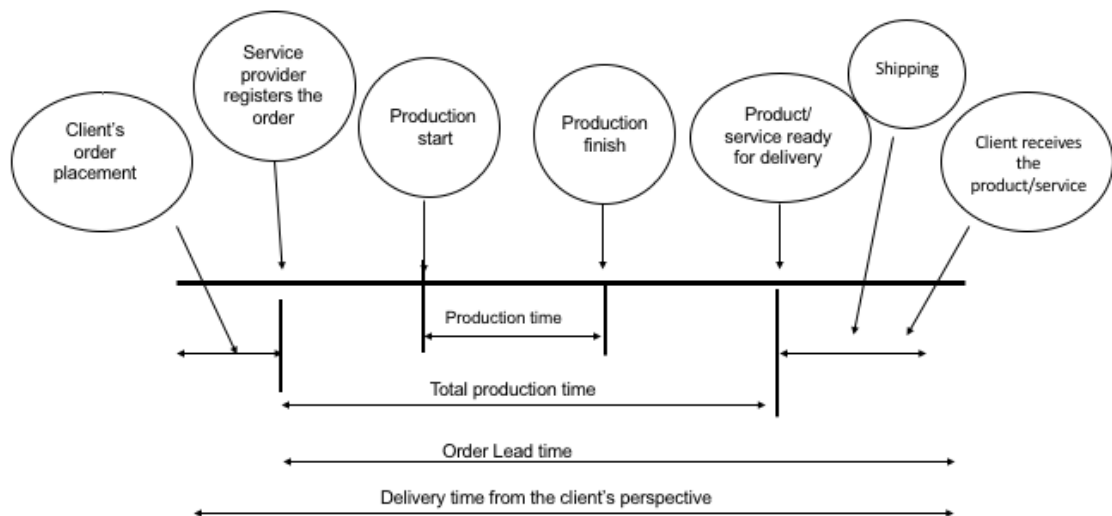 Client's
order
placement
Service
provider
registers the
order
Production
start
Production
finish
Product/
service ready
for delivery
Shipping
Client receives
the
product/service
Production time
Total production time
Order Lead time
Delivery time from the client's perspective